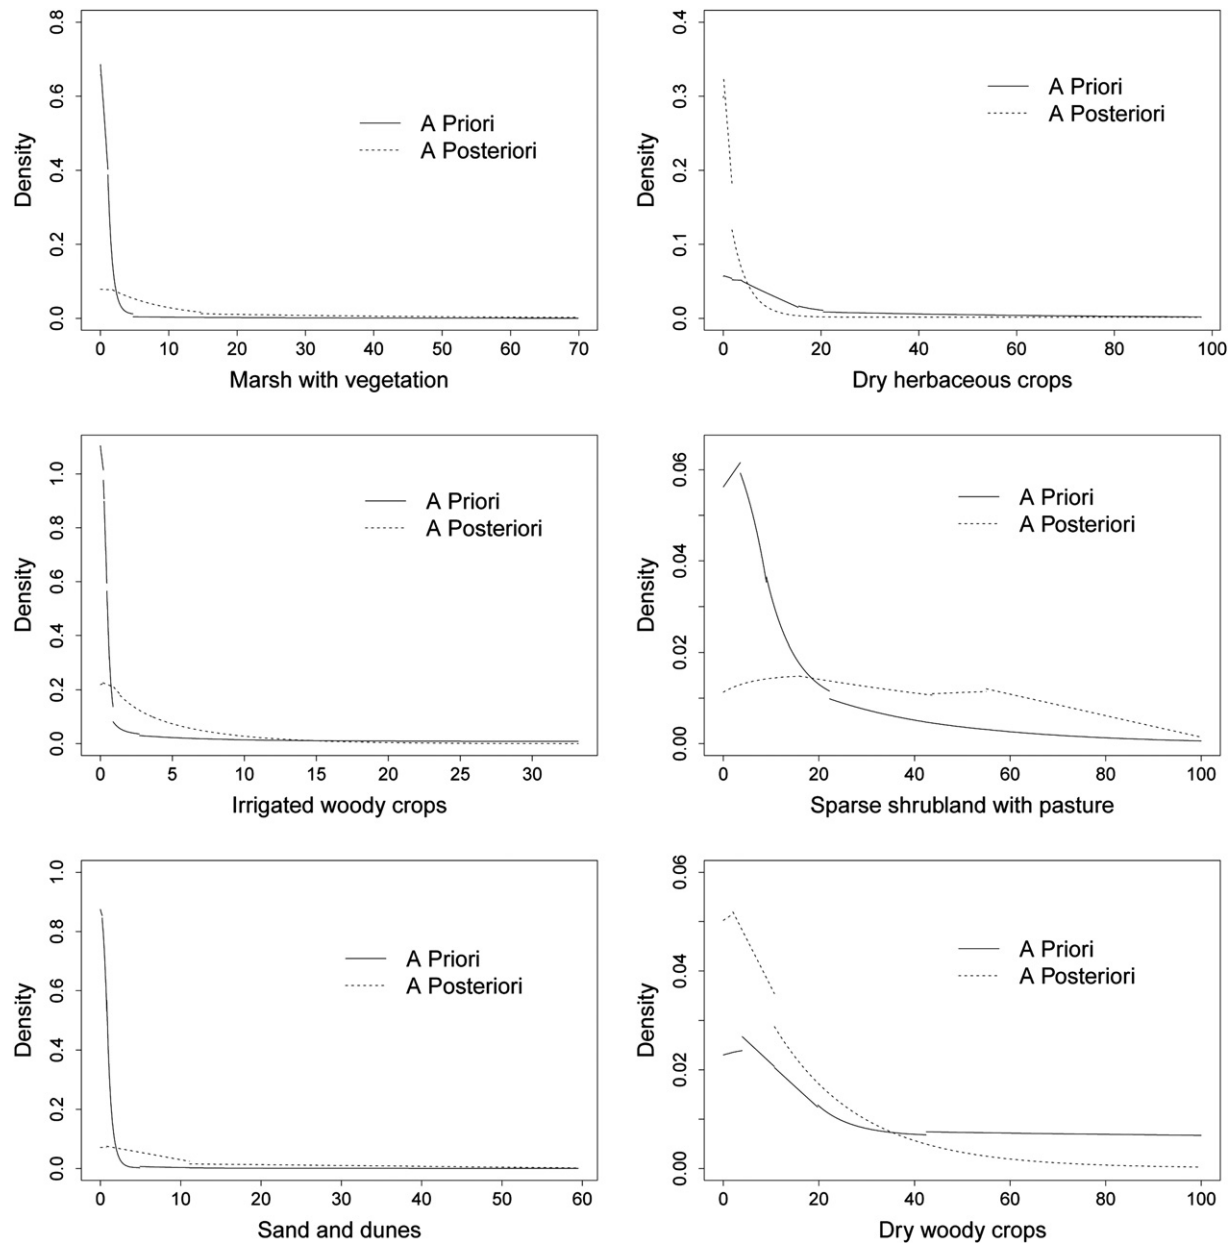 0.8
0.6
0.4
0.2
0.0
Density
A Priori
A Posteriori
0 10 20 30 40 50 60 70
Marsh with vegetation
0.4
0.3
0.2
0.1
0.0
Density
A Priori
A Posteriori
0 20 40 60 80 100
Dry herbaceous crops
1.0
0.8
0.6
0.4
0.2
0.0
Density
A Priori
A Posteriori
0 5 10 15 20 25 30
Irrigated woody crops
0.06
0.04
0.02
0.00
Density
A Priori
A Posteriori
0 20 40 60 80 100
Sparse shrubland with pasture
1.0
0.8
0.6
0.4
0.2
0.0
Density
A Priori
A Posteriori
0 10 20 30 40 50 60
Sand and dunes
0.06
0.04
0.02
0.00
Density
A Priori
A Posteriori
0 20 40 60 80 100
Dry woody crops